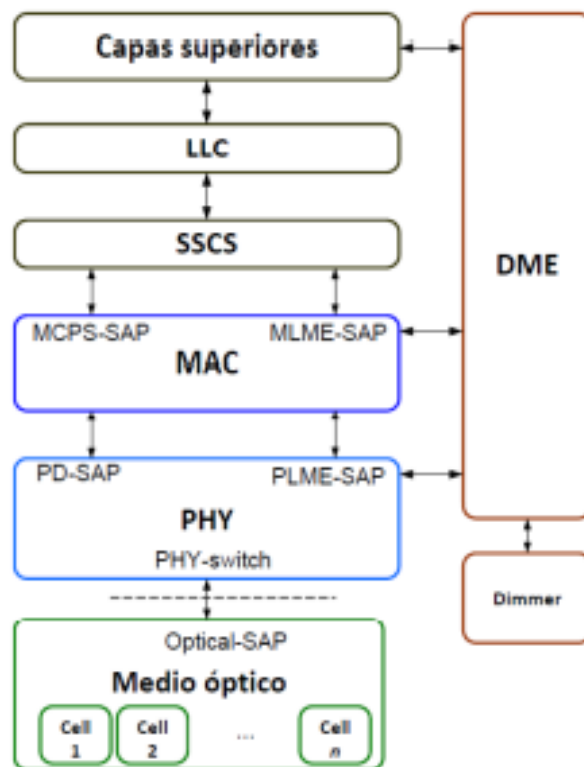 Capas superiores
LLC
SSCS
DME
MCPS-SAP MLME-SAP
MAC
PD-SAP PLME-SAP
PHY
PHY-switch
Dimmer
Optical-SAP
Medio óptico
Cell 1
Cell 2
...
Cell n